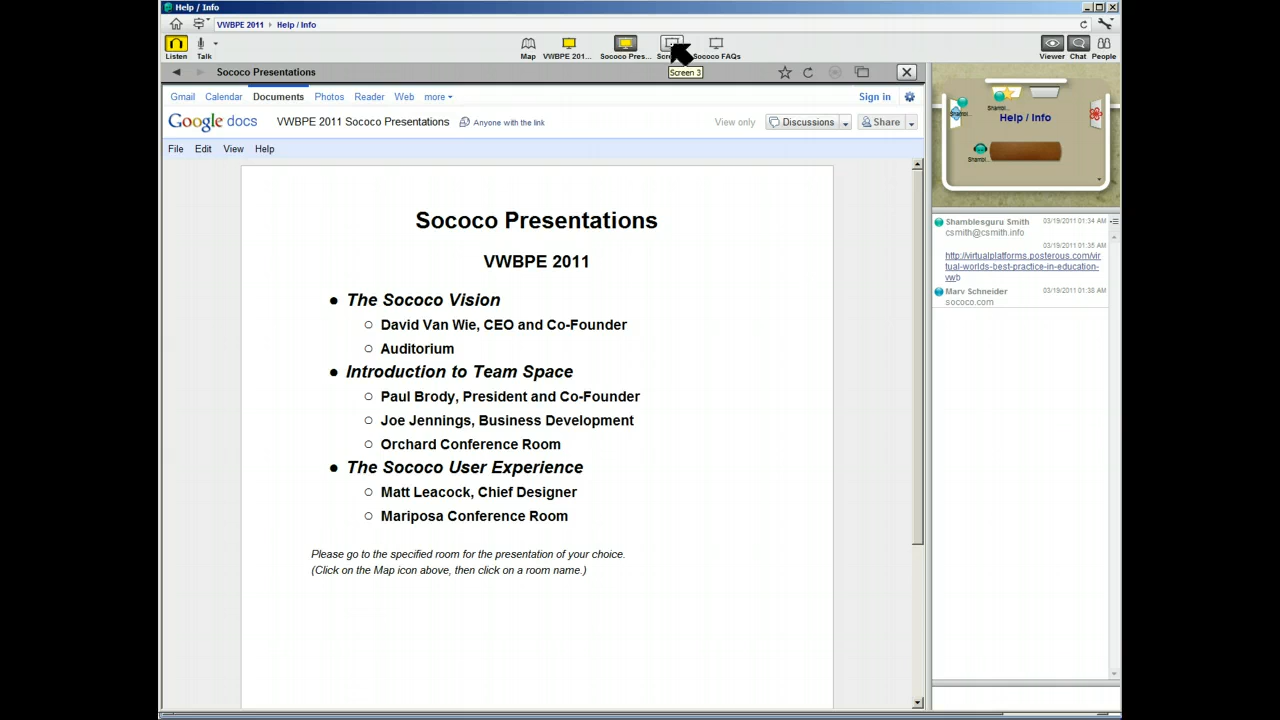 Help / Info
VWBPE 2011 Help / Info
Listen Talk Map VWBPE 201... Sococo Pres... Sococo FAQs Viewer Chat People
Screen 3
Sococo Presentations
Gmail Calendar Documents Photos Reader Web more Sign in
Google docs VWBPE 2011 Sococo Presentations Anyone with the link View only Discussions Share
File Edit View Help
Sococo Presentations
VWBPE 2011
The Sococo Vision
David Van Wie, CEO and Co-Founder
Auditorium
Introduction to Team Space
Paul Brody, President and Co-Founder
Joe Jennings, Business Development
Orchard Conference Room
The Sococo User Experience
Matt Leacock, Chief Designer
Mariposa Conference Room
Please go to the specified room for the presentation of your choice.
(Click on the Map icon above, then click on a room name.)
Shambl...
Shambl...
Help / Info
Shambl...
Shamblesguru Smith 03/19/2011 01:34 AM
csmith@csmith.info
03/19/2011 01:35 AM
http://virtualplatforms.posterous.com/vir
tual-worlds-best-practice-in-education-
vwb
Marv Schneider 03/19/2011 01:38 AM
sococo.com